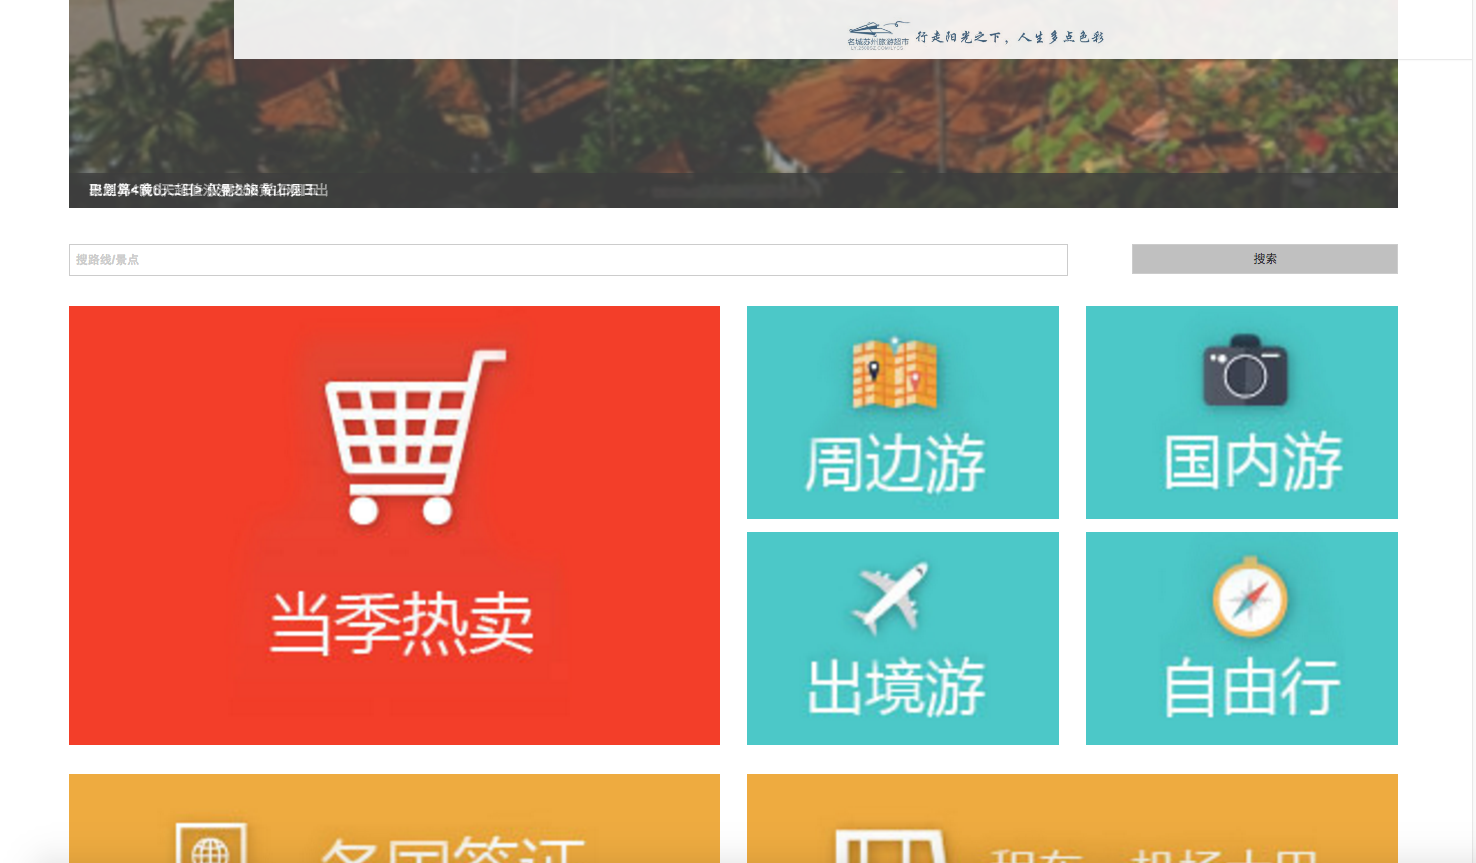 名城苏州旅游超市
行走阳光之下，人生多点色彩
搜路线/景点
搜索
当季热卖
周边游
国内游
出境游
自由行
各国签证